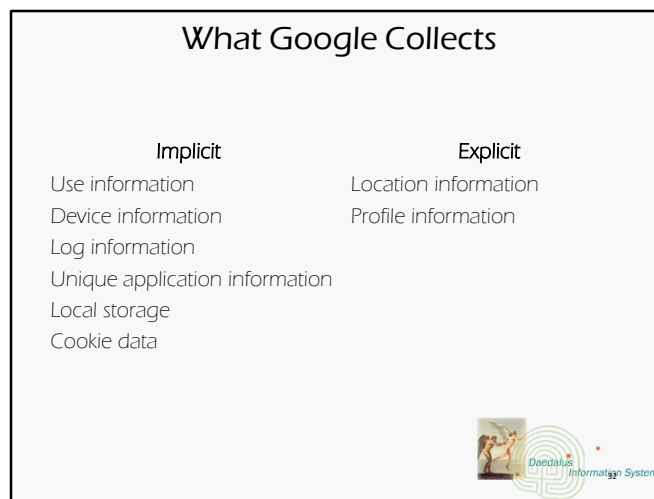 What Google Collects
Implicit
Use information
Device information
Log information
Unique application information
Local storage
Cookie data
Explicit
Location information
Profile information
Daedalus
Information System
32